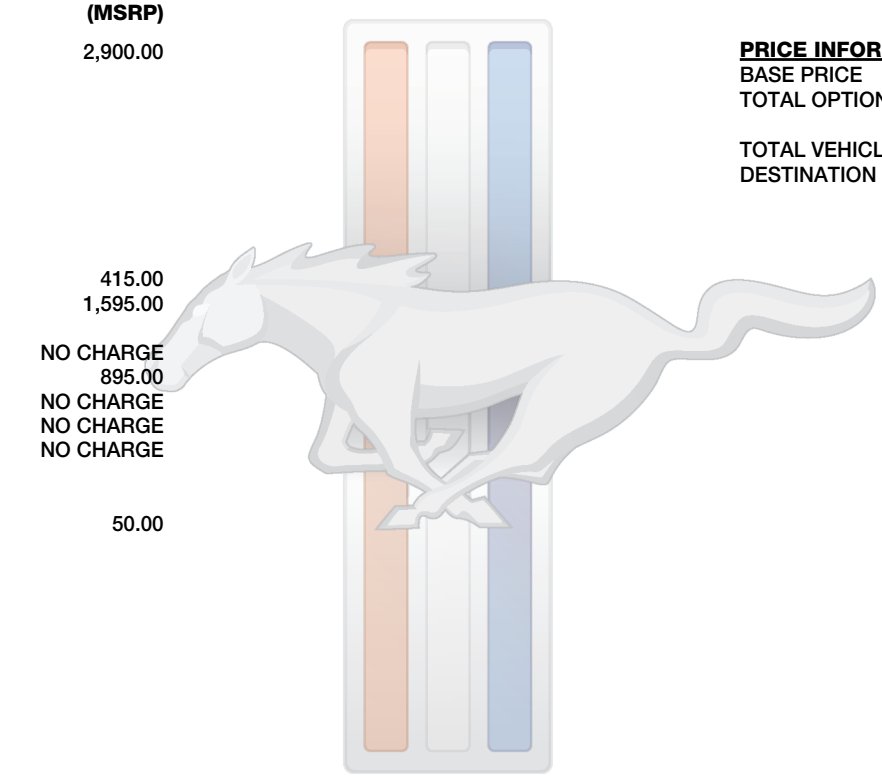 (MSRP)
2,900.00
415.00
1,595.00
NO CHARGE
895.00
NO CHARGE
NO CHARGE
NO CHARGE
50.00
PRICE INFOR
BASE PRICE
TOTAL OPTION
TOTAL VEHICL
DESTINATION